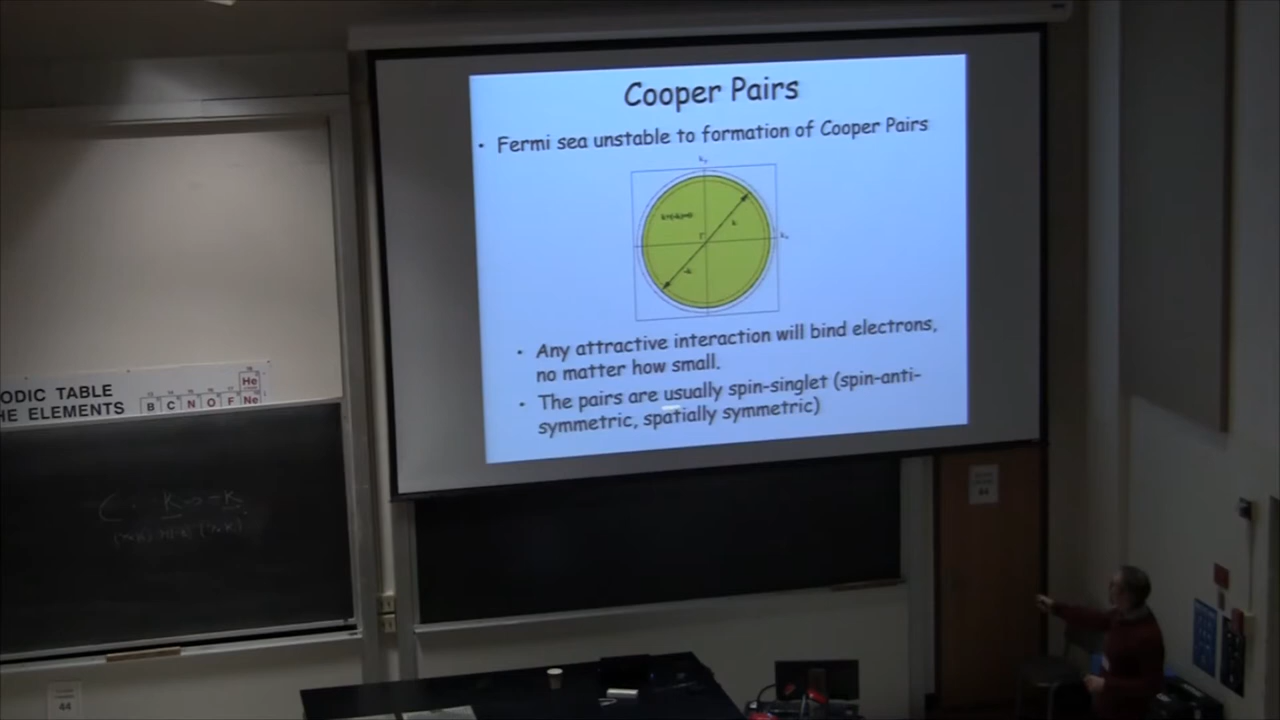 Cooper Pairs
• Fermi sea unstable to formation of Cooper Pairs
• Any attractive interaction will bind electrons,
no matter how small.
• The pairs are usually spin-singlet (spin-anti-
symmetric, spatially symmetric)
ODIC TABLE
HE ELEMENTS
He
B C N O F Ne
44
44